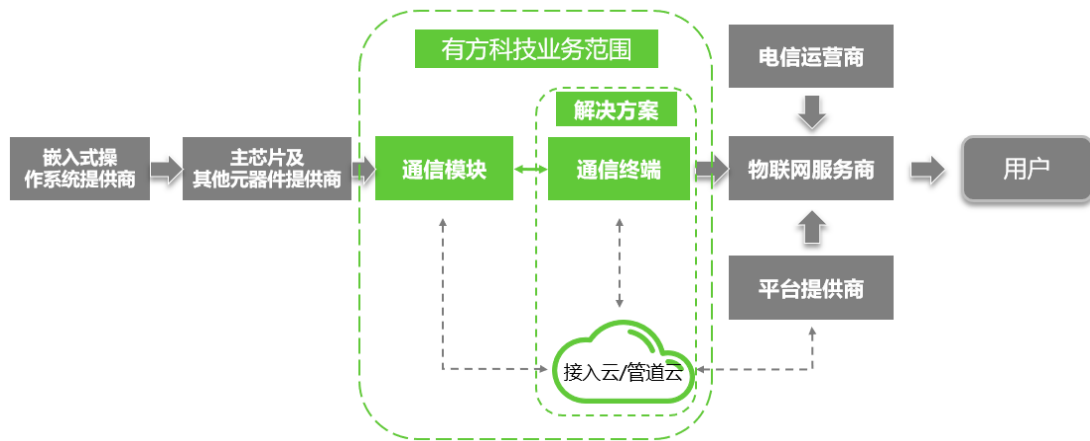 有方科技业务范围
电信运营商
解决方案
嵌入式操
作系统提供商
主芯片及
其他元器件提供商
通信模块
通信终端
物联网服务商
用户
平台提供商
接入云/管道云